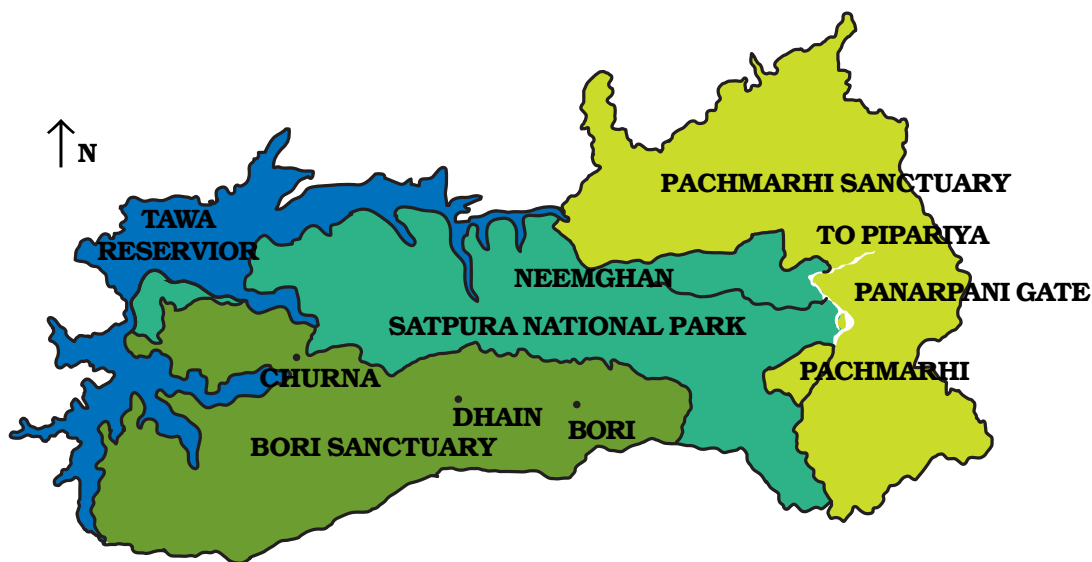 N
PACHMARHI SANCTUARY
TAWA
RESERVIOR
TO PIPARIYA
NEEMGHAN
PANARPANI GATE
SATPURA NATIONAL PARK
CHURNA
PACHMARHI
DHAIN
BORI
BORI SANCTUARY